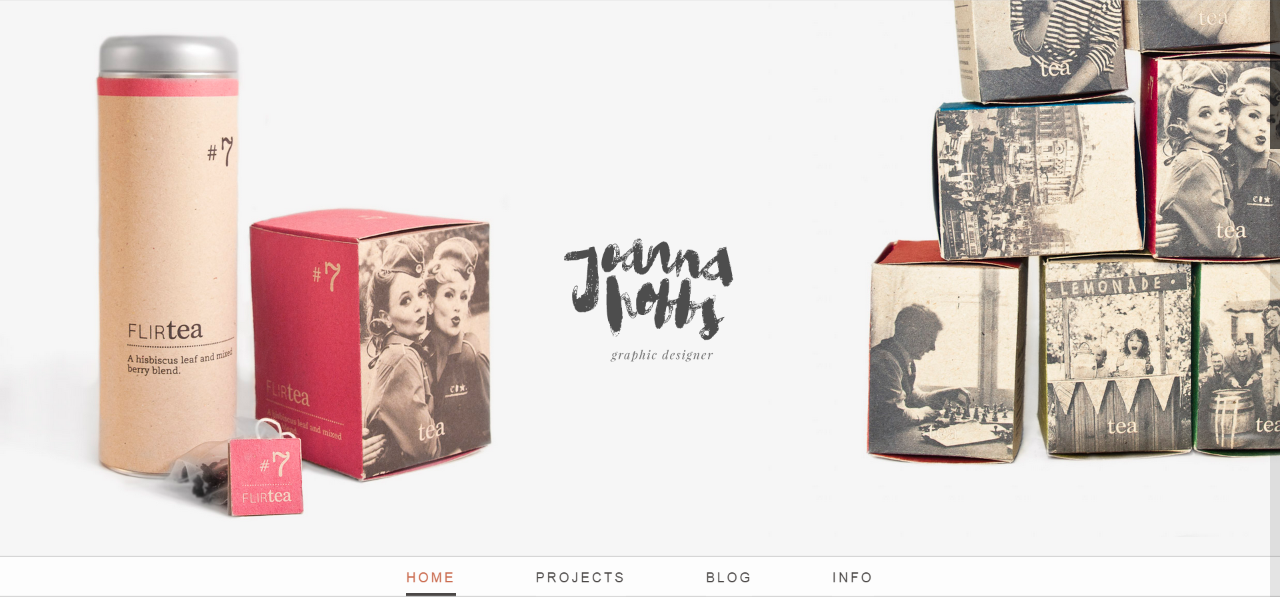 #7
FLIRtea
A hisbiscus leaf and mixed
berry blend.
#7
FLIRtea
A hisbiscus leaf and mixed
tea
#7
FLIRtea
joanna
hobbs
graphic designer
tea
tea
tea
LEMONADE
tea
tea
HOME
PROJECTS
BLOG
INFO